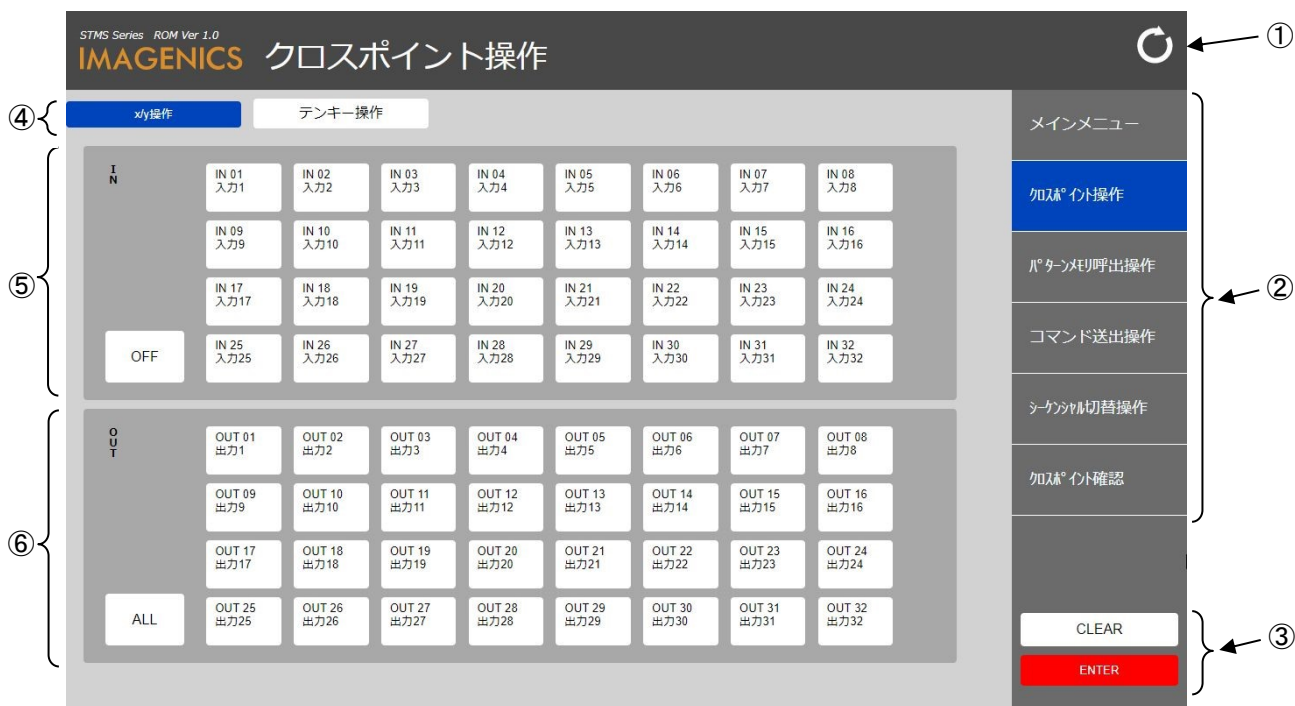 STMS Series ROM Ver 1.0
IMAGENICS クロスポイント操作
①
④
x/y操作 テンキー操作
⑤
IN
IN 01 IN 02 IN 03 IN 04 IN 05 IN 06 IN 07 IN 08
入力1 入力2 入力3 入力4 入力5 入力6 入力7 入力8
IN 09 IN 10 IN 11 IN 12 IN 13 IN 14 IN 15 IN 16
入力9 入力10 入力11 入力12 入力13 入力14 入力15 入力16
IN 17 IN 18 IN 19 IN 20 IN 21 IN 22 IN 23 IN 24
入力17 入力18 入力19 入力20 入力21 入力22 入力23 入力24
OFF
IN 25 IN 26 IN 27 IN 28 IN 29 IN 30 IN 31 IN 32
入力25 入力26 入力27 入力28 入力29 入力30 入力31 入力32
⑥
OUT
OUT 01 OUT 02 OUT 03 OUT 04 OUT 05 OUT 06 OUT 07 OUT 08
出力1 出力2 出力3 出力4 出力5 出力6 出力7 出力8
OUT 09 OUT 10 OUT 11 OUT 12 OUT 13 OUT 14 OUT 15 OUT 16
出力9 出力10 出力11 出力12 出力13 出力14 出力15 出力16
OUT 17 OUT 18 OUT 19 OUT 20 OUT 21 OUT 22 OUT 23 OUT 24
出力17 出力18 出力19 出力20 出力21 出力22 出力23 出力24
ALL
OUT 25 OUT 26 OUT 27 OUT 28 OUT 29 OUT 30 OUT 31 OUT 32
出力25 出力26 出力27 出力28 出力29 出力30 出力31 出力32
メインメニュー
ｸﾛｽﾎﾟｲﾝﾄ操作
ﾊﾟﾀｰﾝﾒﾓﾘ呼出操作
コマンド送出操作
ｼｰｹﾝｼｬﾙ切替操作
ｸﾛｽﾎﾟｲﾝﾄ確認
②
CLEAR
ENTER
③